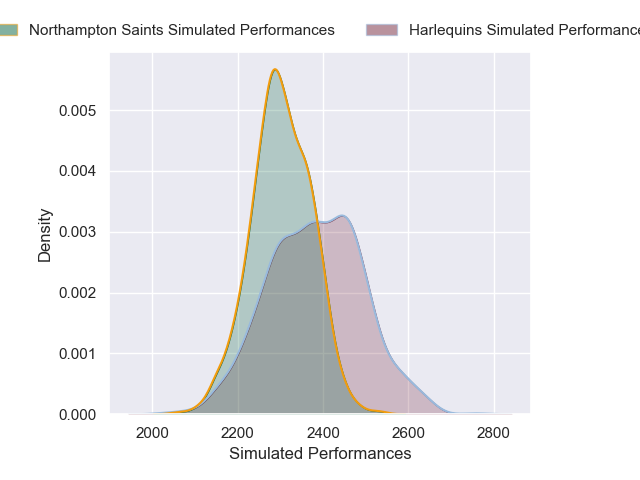 Northampton Saints Simulated Performances Harlequins Simulated Performance
0.005
0.004
0.003
0.002
0.001
0.000
Density
2000 2200 2400 2600 2800
Simulated Performances